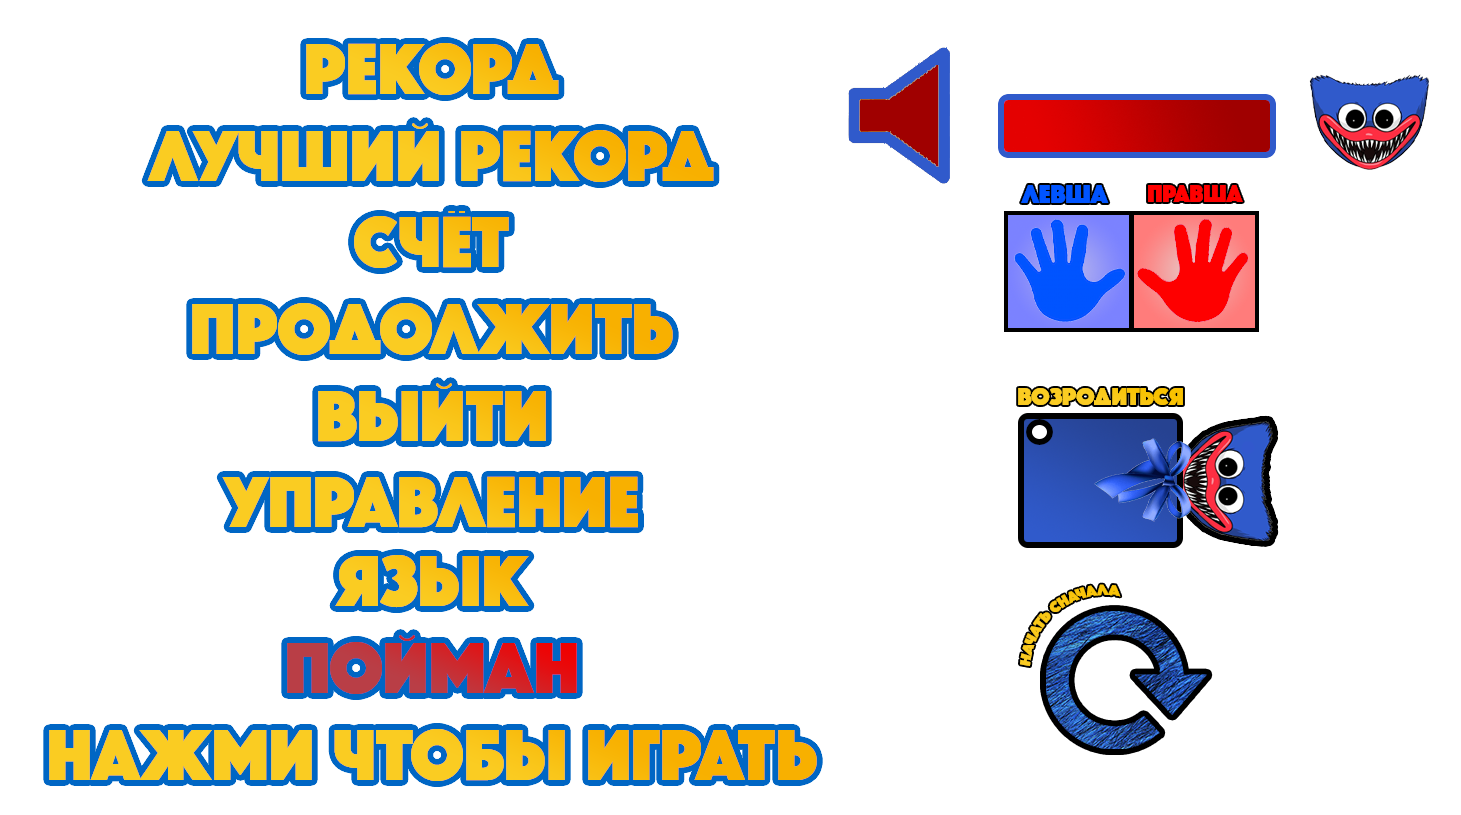 РЕКОРД
ЛУЧШИЙ РЕКОРД
СЧЁТ
ПРОДОЛЖИТЬ
ВЫЙТИ
УПРАВЛЕНИЕ
ЯЗЫК
ПОЙМАН
НАЖМИ ЧТОБЫ ИГРАТЬ
ЛЕВША
ПРАВША
ВОЗРОДИТЬСЯ
НАЧАТЬ СНАЧАЛА